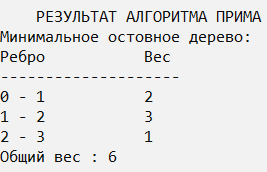 РЕЗУЛЬТАТ АЛГОРИТМА ПРИМА
Минимальное остовное дерево:
Ребро Вес
--------------------
0 - 1 2
1 - 2 3
2 - 3 1
Общий вес : 6